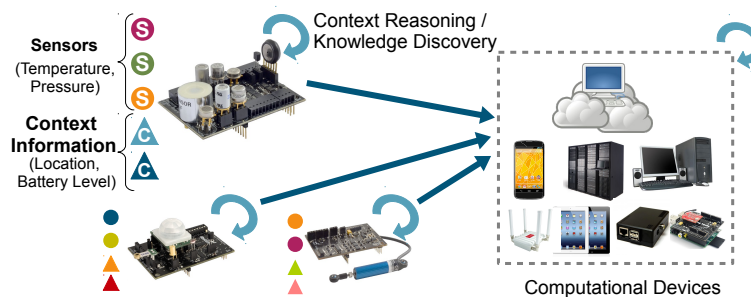 Sensors
(Temperature,
Pressure)
S
S
S
Context
Information
(Location,
Battery Level)
C
C
Context Reasoning /
Knowledge Discovery
Computational Devices